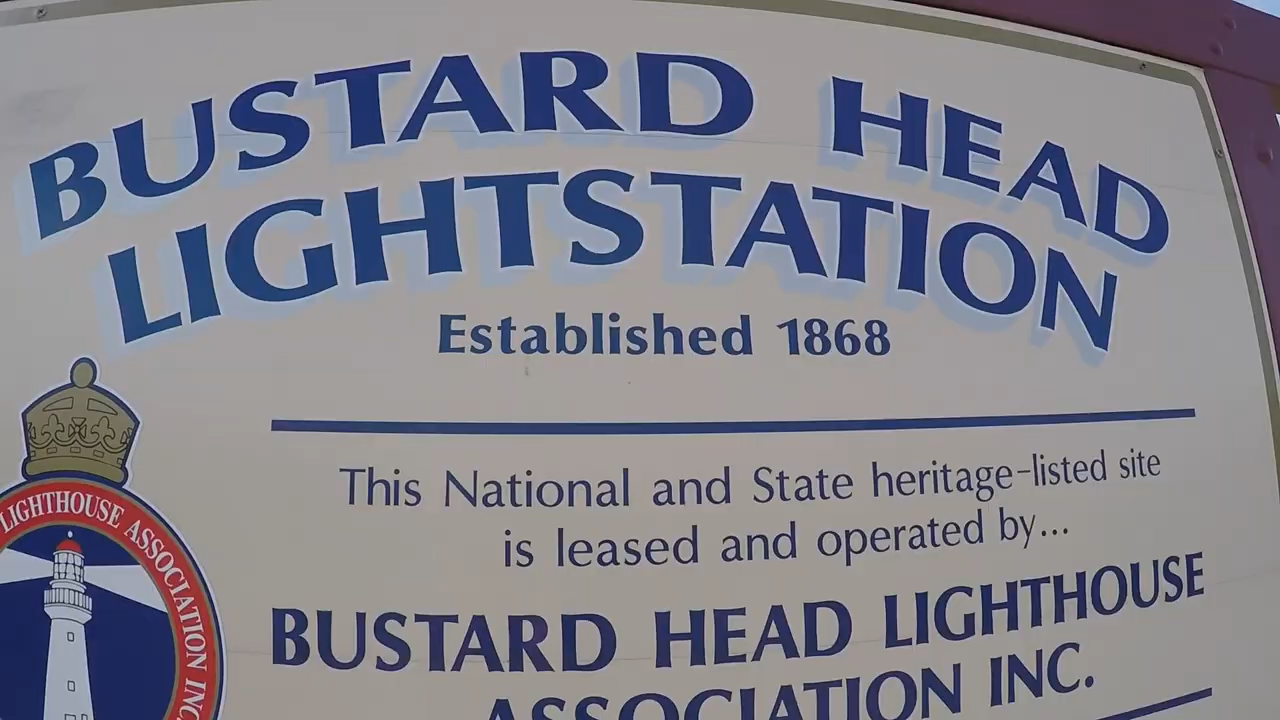 BUSTARD HEAD
LIGHTSTATION
Established 1868
This National and State heritage-listed site
is leased and operated by...
BUSTARD HEAD LIGHTHOUSE
ASSOCIATION INC.
LIGHTHOUSE ASSOCIATION INC.